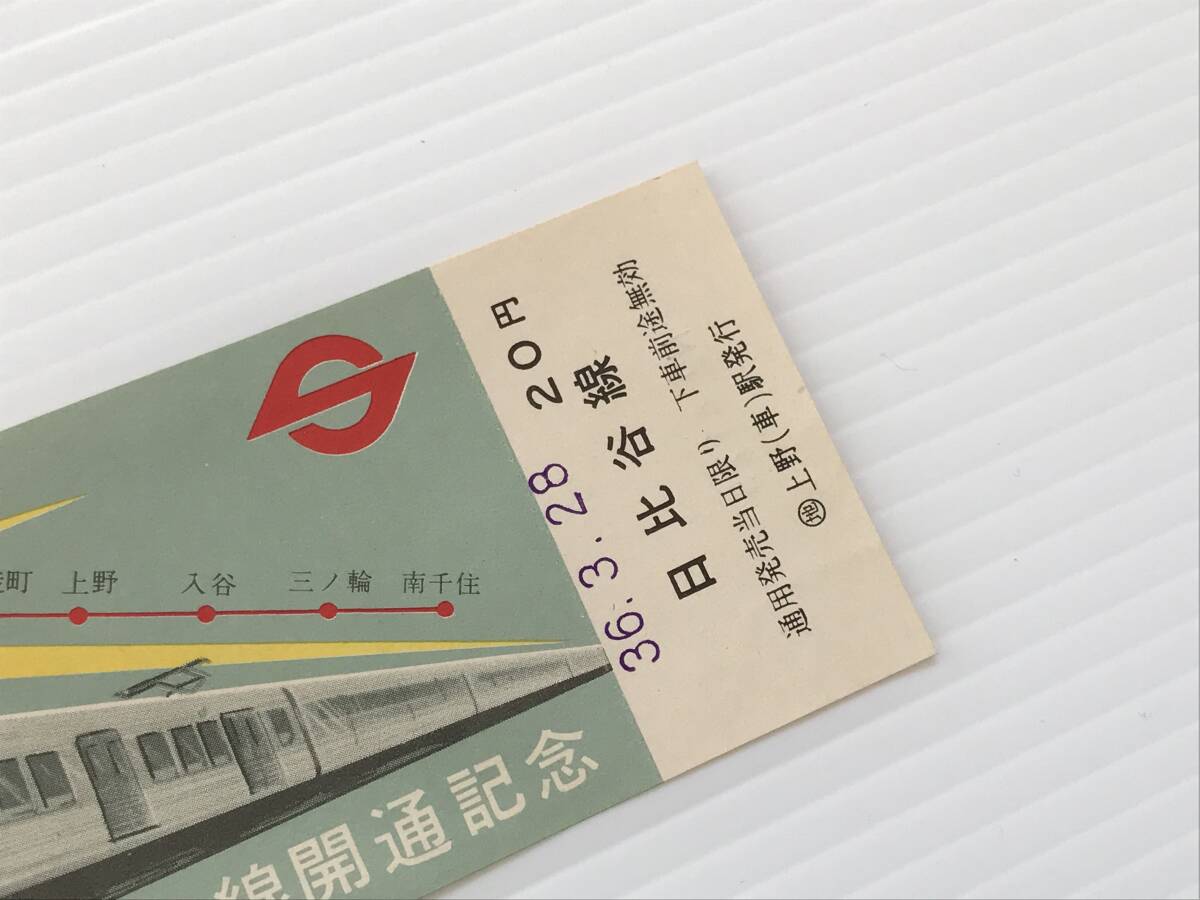 町 上野 入谷 三ノ輪 南千住
線開通記念
36.3.28 20円
日比谷線
通用発売当日限り 下車前途無効
㊞上野(車)駅発行